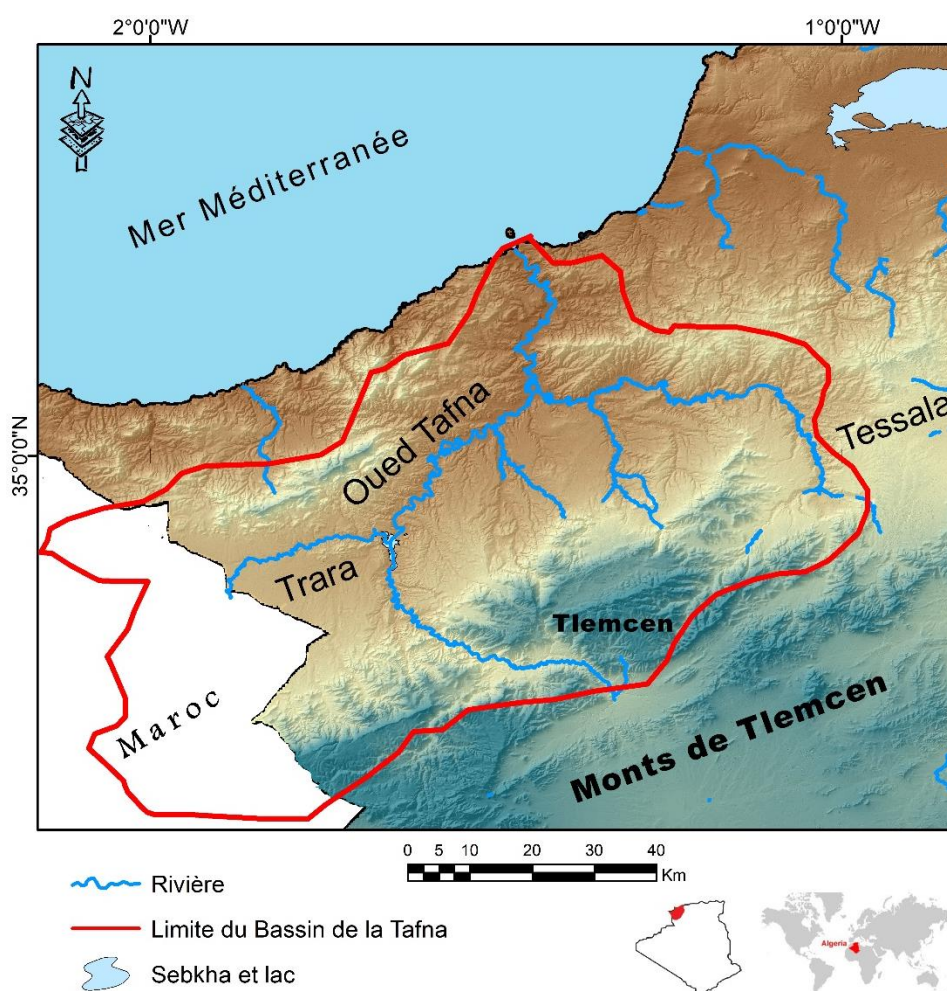 2°0'0"W
1°0'0"W
N
Mer Méditerranée
35°0'0"N
Oued Tafna
Tessala
Trara
Tlemcen
Maroc
Monts de Tlemcen
0 5 10 20 30 40
Km
Rivière
Limite du Bassin de la Tafna
Sebkha et lac
Algeria